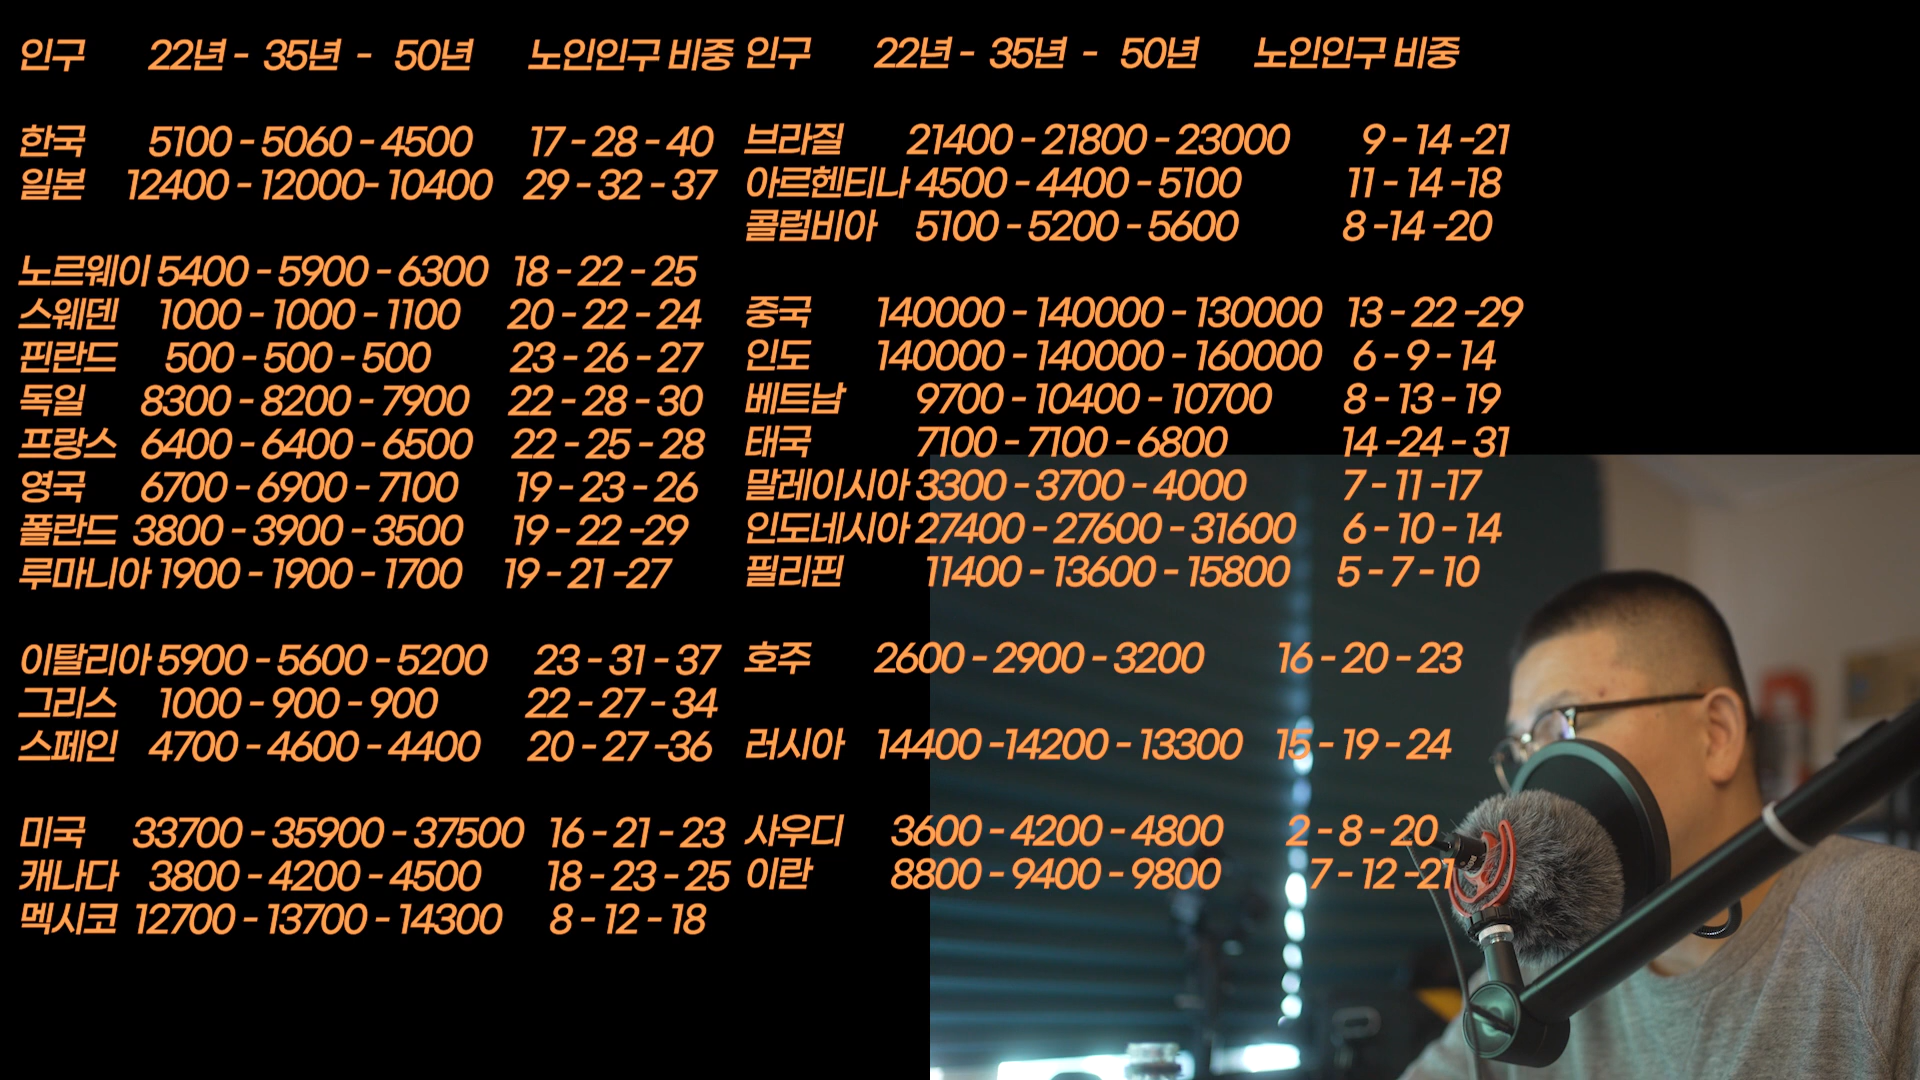 인구 22년 - 35년 - 50년 노인인구 비중
한국 5100 - 5060 - 4500 17 - 28 - 40
일본 12400 - 12000- 10400 29 - 32 - 37
노르웨이 5400 - 5900 - 6300 18 - 22 - 25
스웨덴 1000 - 1000 - 1100 20 - 22 - 24
핀란드 500 - 500 - 500 23 - 26 - 27
독일 8300 - 8200 - 7900 22 - 28 - 30
프랑스 6400 - 6400 - 6500 22 - 25 - 28
영국 6700 - 6900 - 7100 19 - 23 - 26
폴란드 3800 - 3900 - 3500 19 - 22 -29
루마니아 1900 - 1900 - 1700 19 - 21 -27
이탈리아 5900 - 5600 - 5200 23 - 31 - 37
그리스 1000 - 900 - 900 22 - 27 - 34
스페인 4700 - 4600 - 4400 20 - 27 -36
미국 33700 - 35900 - 37500 16 - 21 - 23
캐나다 3800 - 4200 - 4500 18 - 23 - 25
멕시코 12700 - 13700 - 14300 8 - 12 - 18
인구 22년 - 35년 - 50년 노인인구 비중
브라질 21400 - 21800 - 23000 9 - 14 -21
아르헨티나 4500 - 4400 - 5100 11 - 14 -18
콜럼비아 5100 - 5200 - 5600 8 -14 -20
중국 140000 - 140000 - 130000 13 - 22 -29
인도 140000 - 140000 - 160000 6 - 9 - 14
베트남 9700 - 10400 - 10700 8 - 13 - 19
태국 7100 - 7100 - 6800 14 -24 - 31
말레이시아 3300 - 3700 - 4000 7 - 11 -17
인도네시아 27400 - 27600 - 31600 6 - 10 - 14
필리핀 11400 - 13600 - 15800 5 - 7 - 10
호주 2600 - 2900 - 3200 16 - 20 - 23
러시아 14400 -14200 - 13300 15 - 19 - 24
사우디 3600 - 4200 - 4800 2 - 8 - 20
이란 8800 - 9400 - 9800 7 - 12 -21